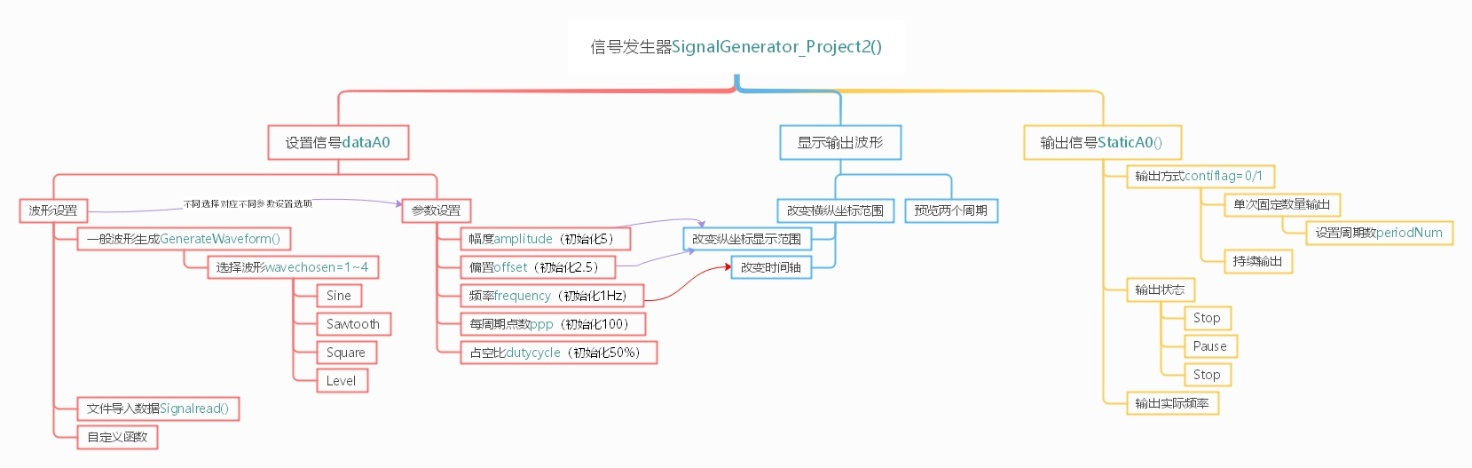 信号发生器SignalGenerator_Project2()
设置信号dataA0
波形设置
不同选择对应不同参数设置选项
一般波形生成GenerateWaveform()
选择波形wavechosen=1~4
Sine
Sawtooth
Square
Level
文件导入数据Signalread()
自定义函数
参数设置
幅度amplitude（初始化5）
偏置offset（初始化2.5）
频率frequency（初始化1Hz）
每周期点数ppp（初始化100）
占空比dutycycle（初始化50%）
显示输出波形
改变横纵坐标范围
改变纵坐标显示范围
改变时间轴
预览两个周期
输出信号StaticA0()
输出方式contiflag=0/1
单次固定数量输出
设置周期数periodNum
持续输出
输出状态
Stop
Pause
Stop
输出实际频率